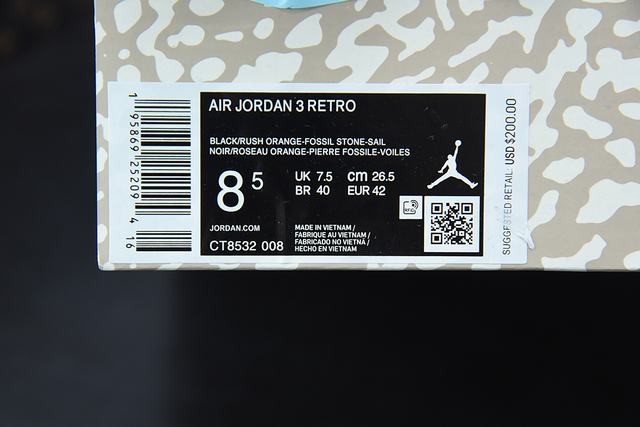 AIR JORDAN 3 RETRO
BLACK/RUSH ORANGE-FOSSIL STONE-SAIL
NOIR/ROSEAU ORANGE-PIERRE FOSSILE-VOILES
8 5
UK 7.5 cm 26.5
BR 40 EUR 42
JORDAN.COM
CT8532 008
MADE IN VIETNAM /
FABRIQUE AU VIETNAM /
FABRICADO NO VIETNÃ /
HECHO EN VIETNAM
RFID
1 95869 25209 4 16
SUGGESTED RETAIL: USD $200.00